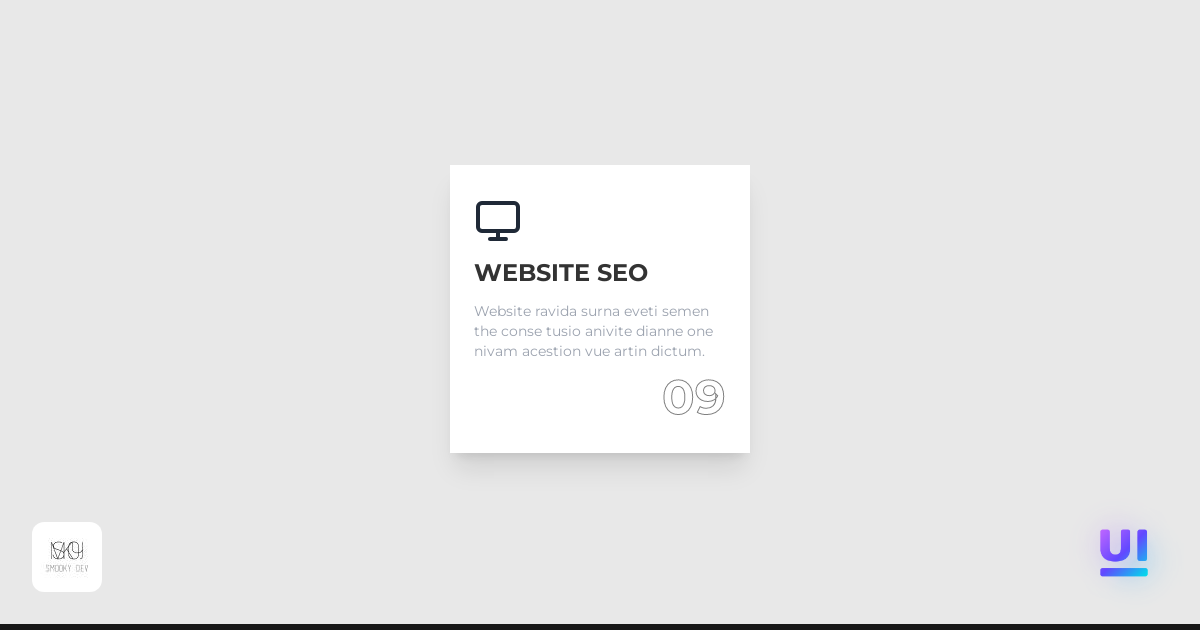 WEBSITE SEO
Website ravida surna eveti semen
the conse tusio anivite dianne one
nivam acestion vue artin dictum.
09
SMOOKY DEV
UI